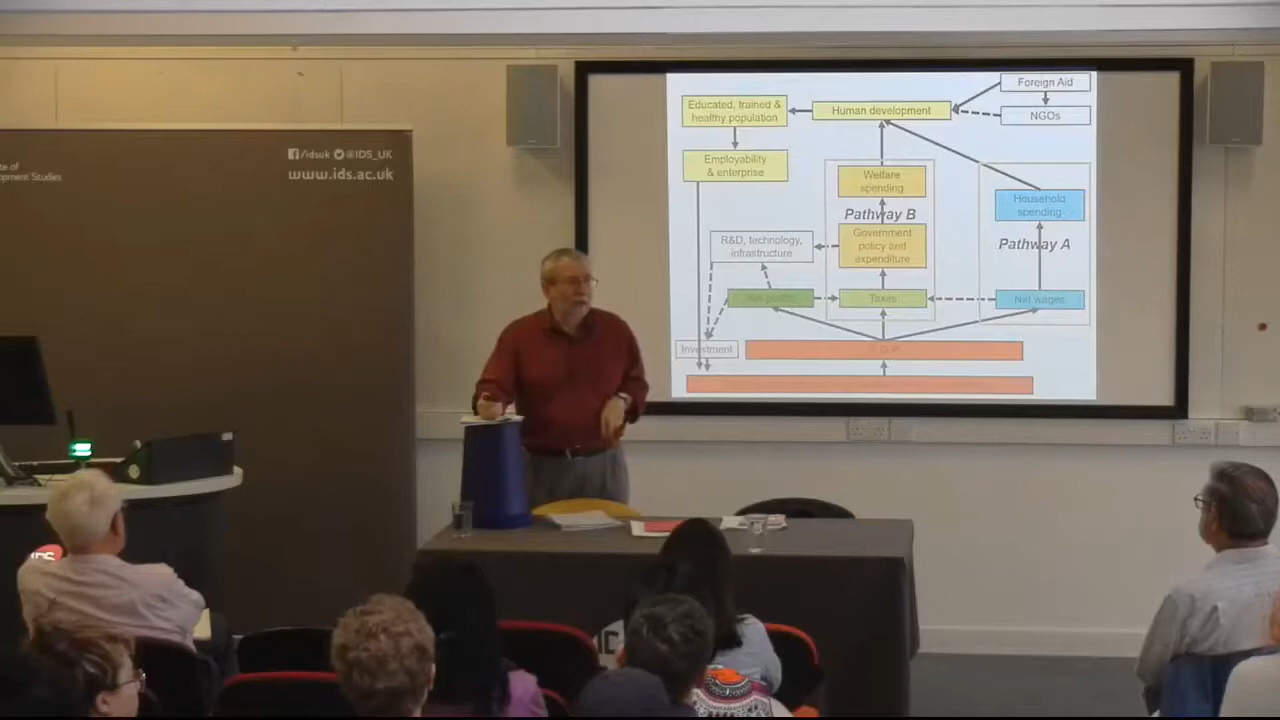 te of
opment Studies
/idsuk @IDS_UK
www.ids.ac.uk
Foreign Aid
NGOs
Educated, trained &
healthy population
Human development
Employability
& enterprise
Welfare
spending
Household
spending
Pathway B
R&D, technology,
infrastructure
Government
policy and
expenditure
Pathway A
Taxes
Net wages
Investment